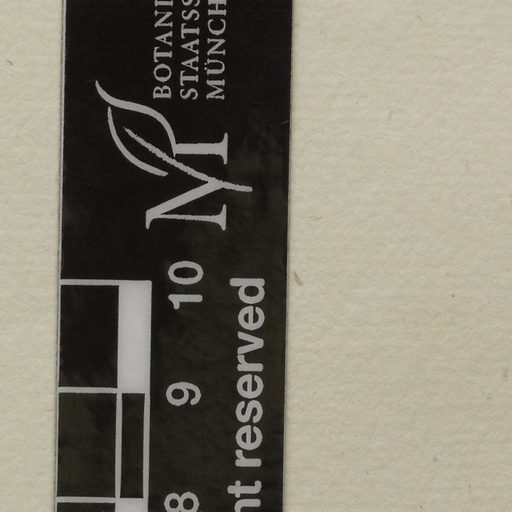 BOTANI
STAATSS
MÜNCH
M
8 9 10
nt reserved